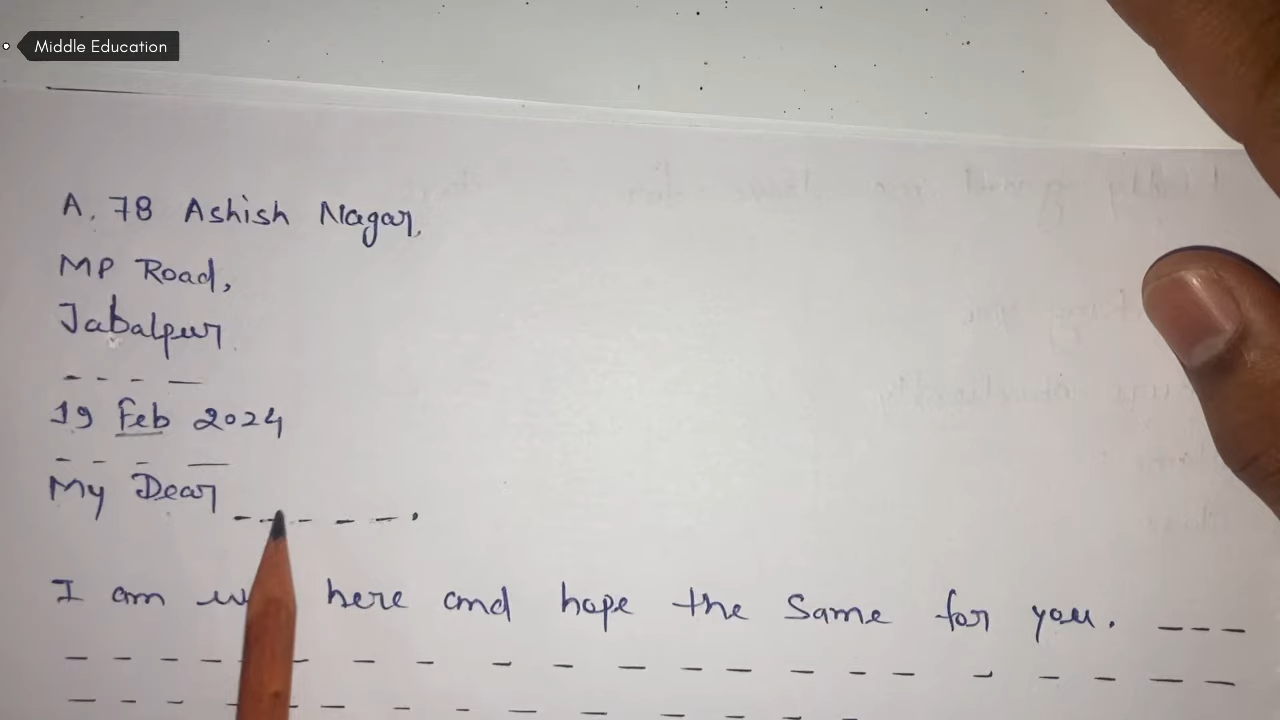 Middle Education
A. 78 Ashish Nagar,
MP Road,
Jabalpur
19 Feb 2024
My Dear
I am here and hope the same for you.